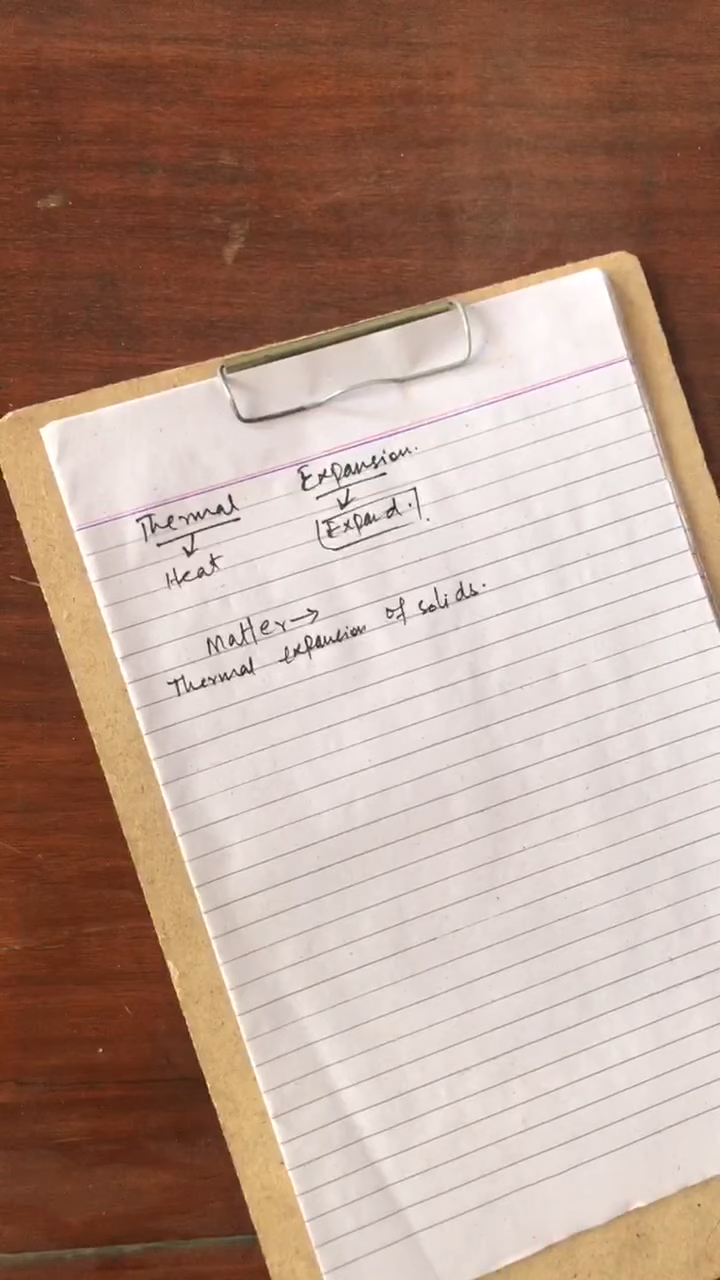 Thermal Expansion.
↓ ↓
Heat Expand.
Matter →
Thermal expansion of solids.